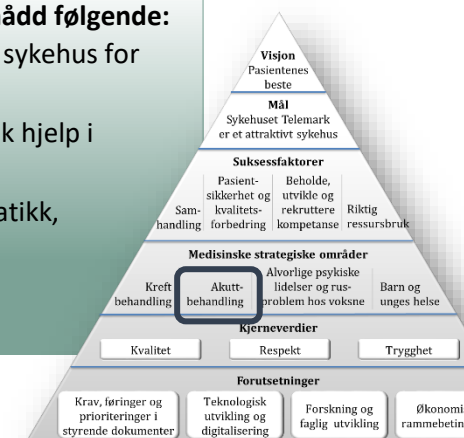 nådd følgende:
sykehus for
k hjelp i
atikk,
Visjon
Pasientenes
beste
Mål
Sykehuset Telemark
er et attraktivt sykehus
Suksessfaktorer
Sam-
handling
Pasient-
sikkerhet og
kvalitets-
forbedring
Beholde,
utvikle og
rekruttere
kompetanse
Riktig
ressursbruk
Medisinske strategiske områder
Kreft
behandling
Akutt-
behandling
Alvorlige psykiske
lidelser og rus-
problem hos voksne
Barn og
unges helse
Kjerneverdier
Kvalitet
Respekt
Trygghet
Forutsetninger
Krav, føringer og
prioriteringer i
styrende dokumenter
Teknologisk
utvikling og
digitalisering
Forskning og
faglig utvikling
Økonomi
rammebetin